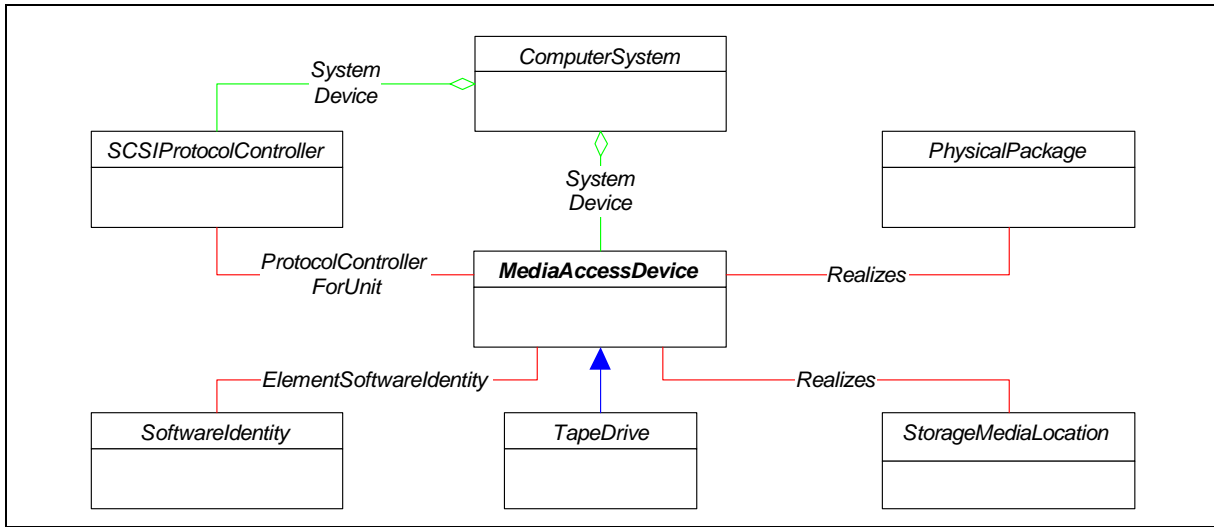 ComputerSystem
System
Device
SCSIProtocolController
PhysicalPackage
System
Device
ProtocolController
ForUnit
MediaAccessDevice
Realizes
ElementSoftwareIdentity
Realizes
SoftwareIdentity
TapeDrive
StorageMediaLocation